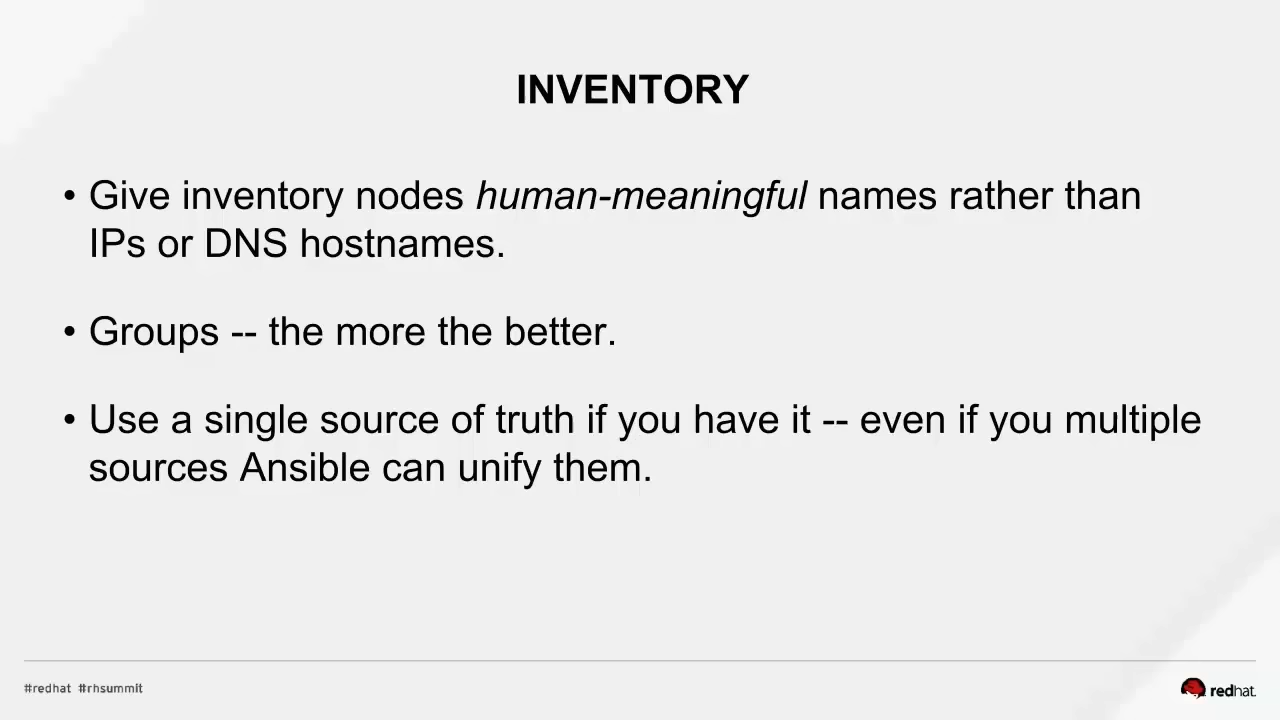 INVENTORY
• Give inventory nodes human-meaningful names rather than
IPs or DNS hostnames.
• Groups -- the more the better.
• Use a single source of truth if you have it -- even if you multiple
sources Ansible can unify them.
#redhat #rhsummit
redhat.